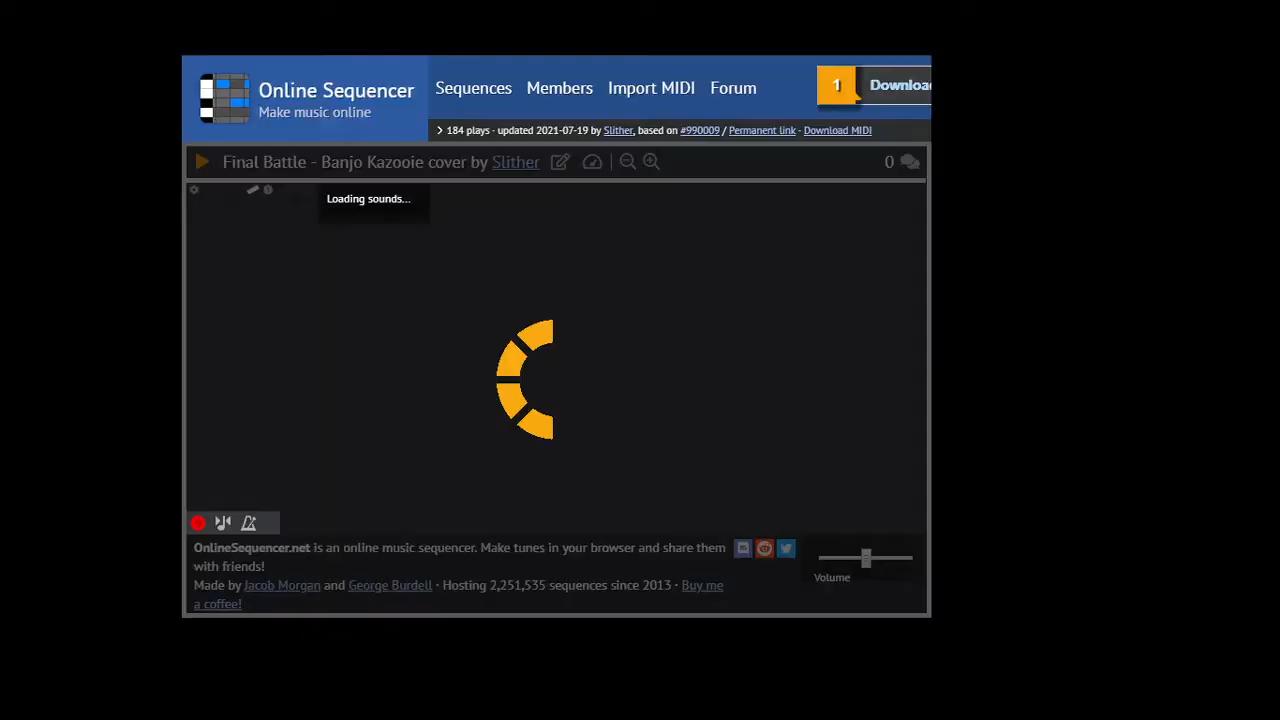 Online Sequencer
Make music online
Sequences Members Import MIDI Forum
1 Downloa
184 plays · updated 2021-07-19 by Slither, based on #990009 / Permanent link · Download MIDI
Final Battle - Banjo Kazooie cover by Slither
0
Loading sounds...
OnlineSequencer.net is an online music sequencer. Make tunes in your browser and share them
with friends!
Made by Jacob Morgan and George Burdell · Hosting 2,251,535 sequences since 2013 · Buy me
a coffee!
Volume